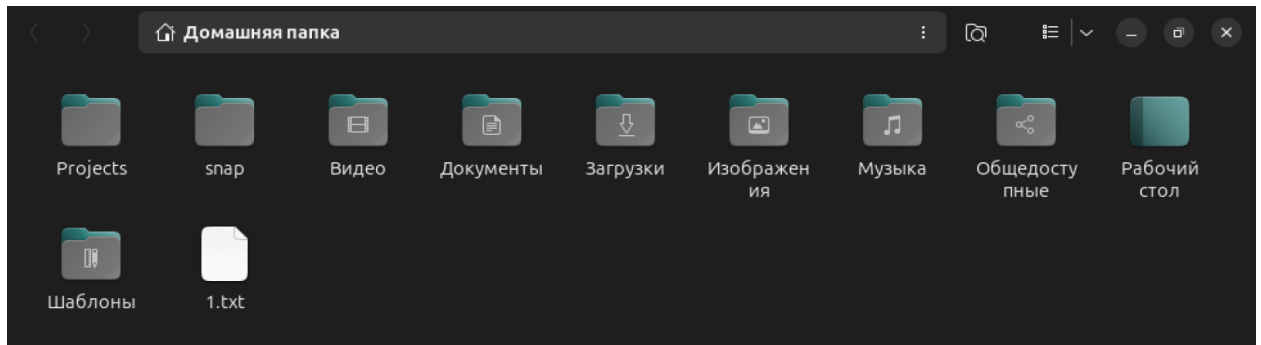 Домашняя папка
Projects
snap
Видео
Документы
Загрузки
Изображен
ия
Музыка
Общедосту
пные
Рабочий
стол
Шаблоны
1.txt